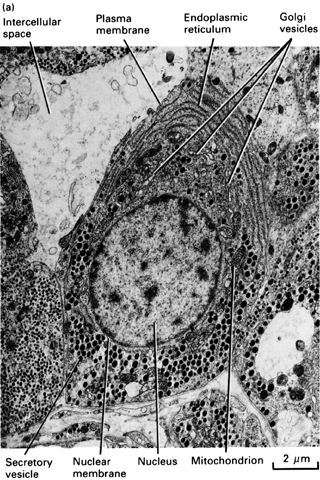 (a)
Intercellular
space
Plasma
membrane
Endoplasmic
reticulum
Golgi
vesicles
Secretory
vesicle
Nuclear
membrane
Nucleus
Mitochondrion
2 μm